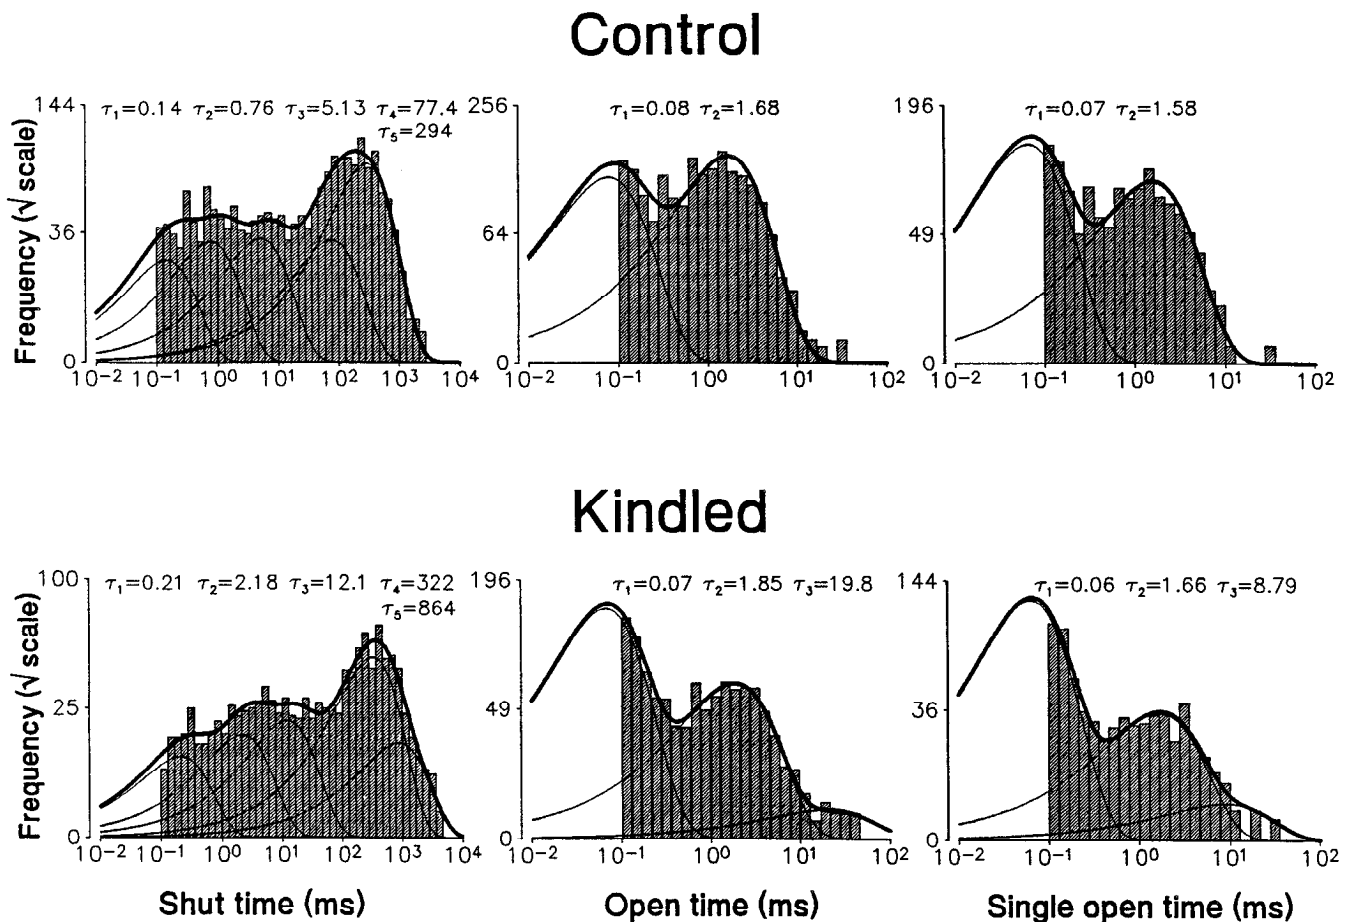 Control
Frequency (√ scale)
144
36
0
τ₁=0.14 τ₂=0.76 τ₃=5.13 τ₄=77.4
τ₅=294
10⁻² 10⁻¹ 10⁰ 10¹ 10² 10³ 10⁴
256
64
0
τ₁=0.08 τ₂=1.68
10⁻² 10⁻¹ 10⁰ 10¹ 10²
196
49
0
τ₁=0.07 τ₂=1.58
10⁻² 10⁻¹ 10⁰ 10¹ 10²
Kindled
Frequency (√ scale)
100
25
0
τ₁=0.21 τ₂=2.18 τ₃=12.1 τ₄=322
τ₅=864
10⁻² 10⁻¹ 10⁰ 10¹ 10² 10³ 10⁴
Shut time (ms)
196
49
0
τ₁=0.07 τ₂=1.85 τ₃=19.8
10⁻² 10⁻¹ 10⁰ 10¹ 10²
Open time (ms)
144
36
0
τ₁=0.06 τ₂=1.66 τ₃=8.79
10⁻² 10⁻¹ 10⁰ 10¹ 10²
Single open time (ms)